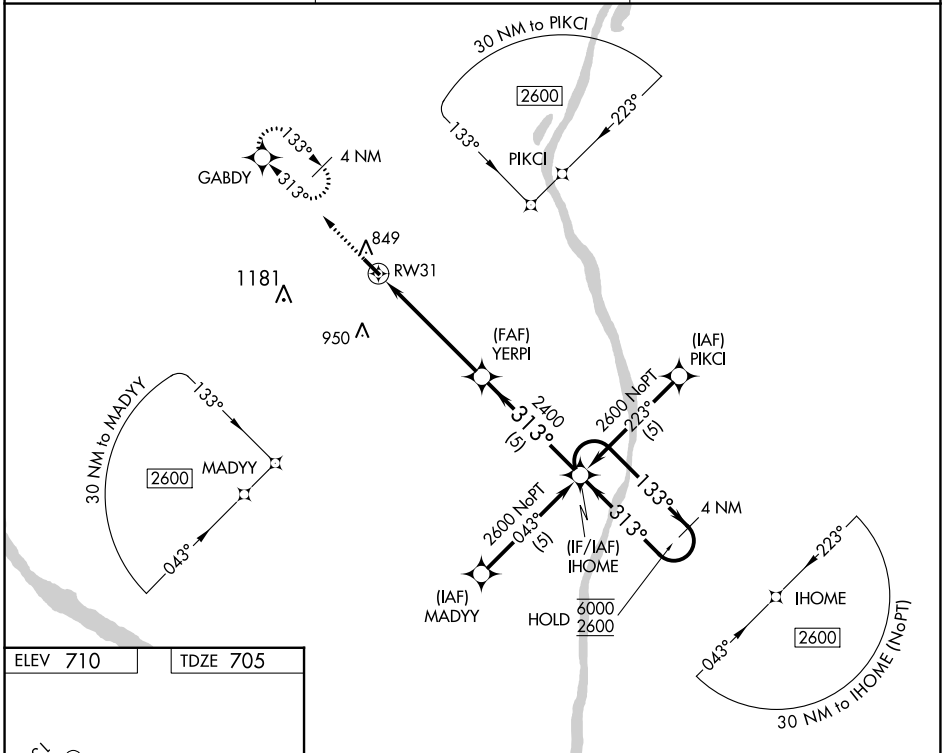 30 NM to PIKCI
2600
133°
223°
PIKCI
133°
4 NM
GABDY
313°
849
RW31
1181
950
(FAF)
YERPI
(IAF)
PIKCI
2400
313°
(5)
2600 NoPT
223°
(5)
30 NM to MADYY
133°
2600
MADYY
043°
133°
4 NM
313°
2600 NoPT
043°
(5)
(IF/IAF)
IHOME
(IAF)
MADYY
HOLD
6000
2600
223°
IHOME
2600
043°
30 NM to IHOME (NoPT)
ELEV 710
TDZE 705